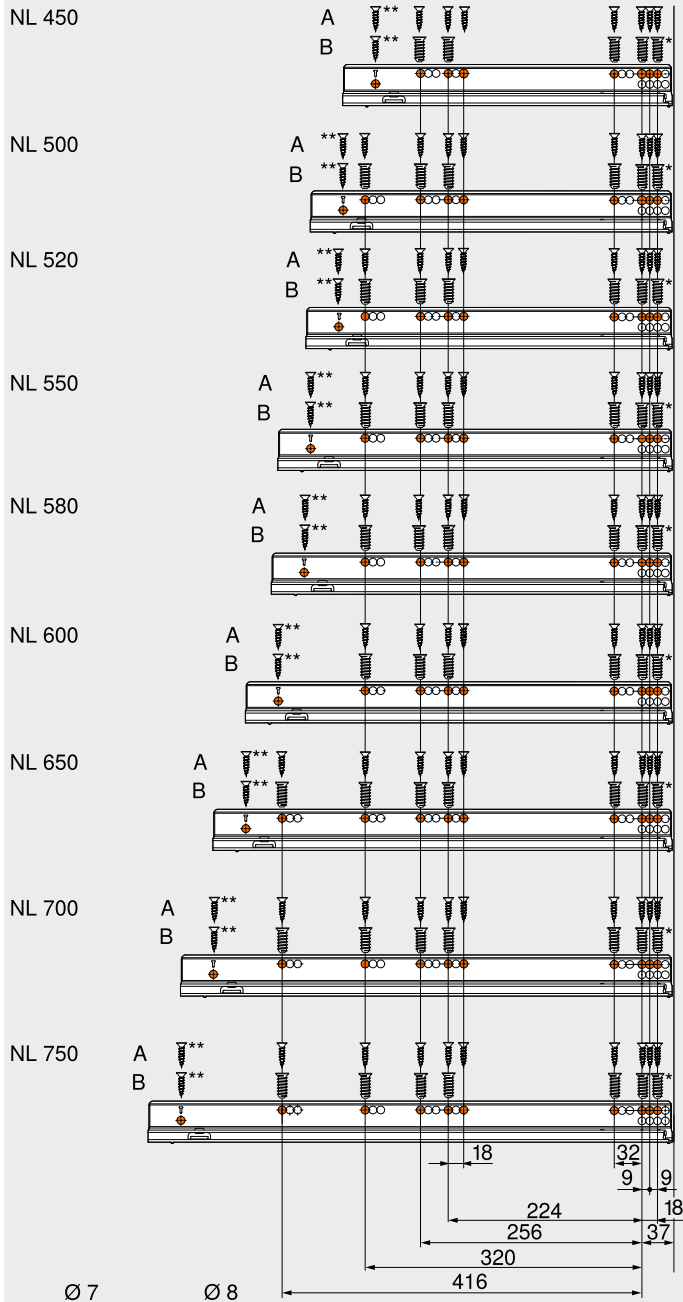 NL 450 A **
B ** *
NL 500 A **
B ** *
NL 520 A **
B ** *
NL 550 A **
B ** *
NL 580 A **
B ** *
NL 600 A **
B ** *
NL 650 A **
B ** *
NL 700 A **
B ** *
NL 750 A **
B ** *
18 32
9 9
224 18
256 37
320
416
Ø 7 Ø 8